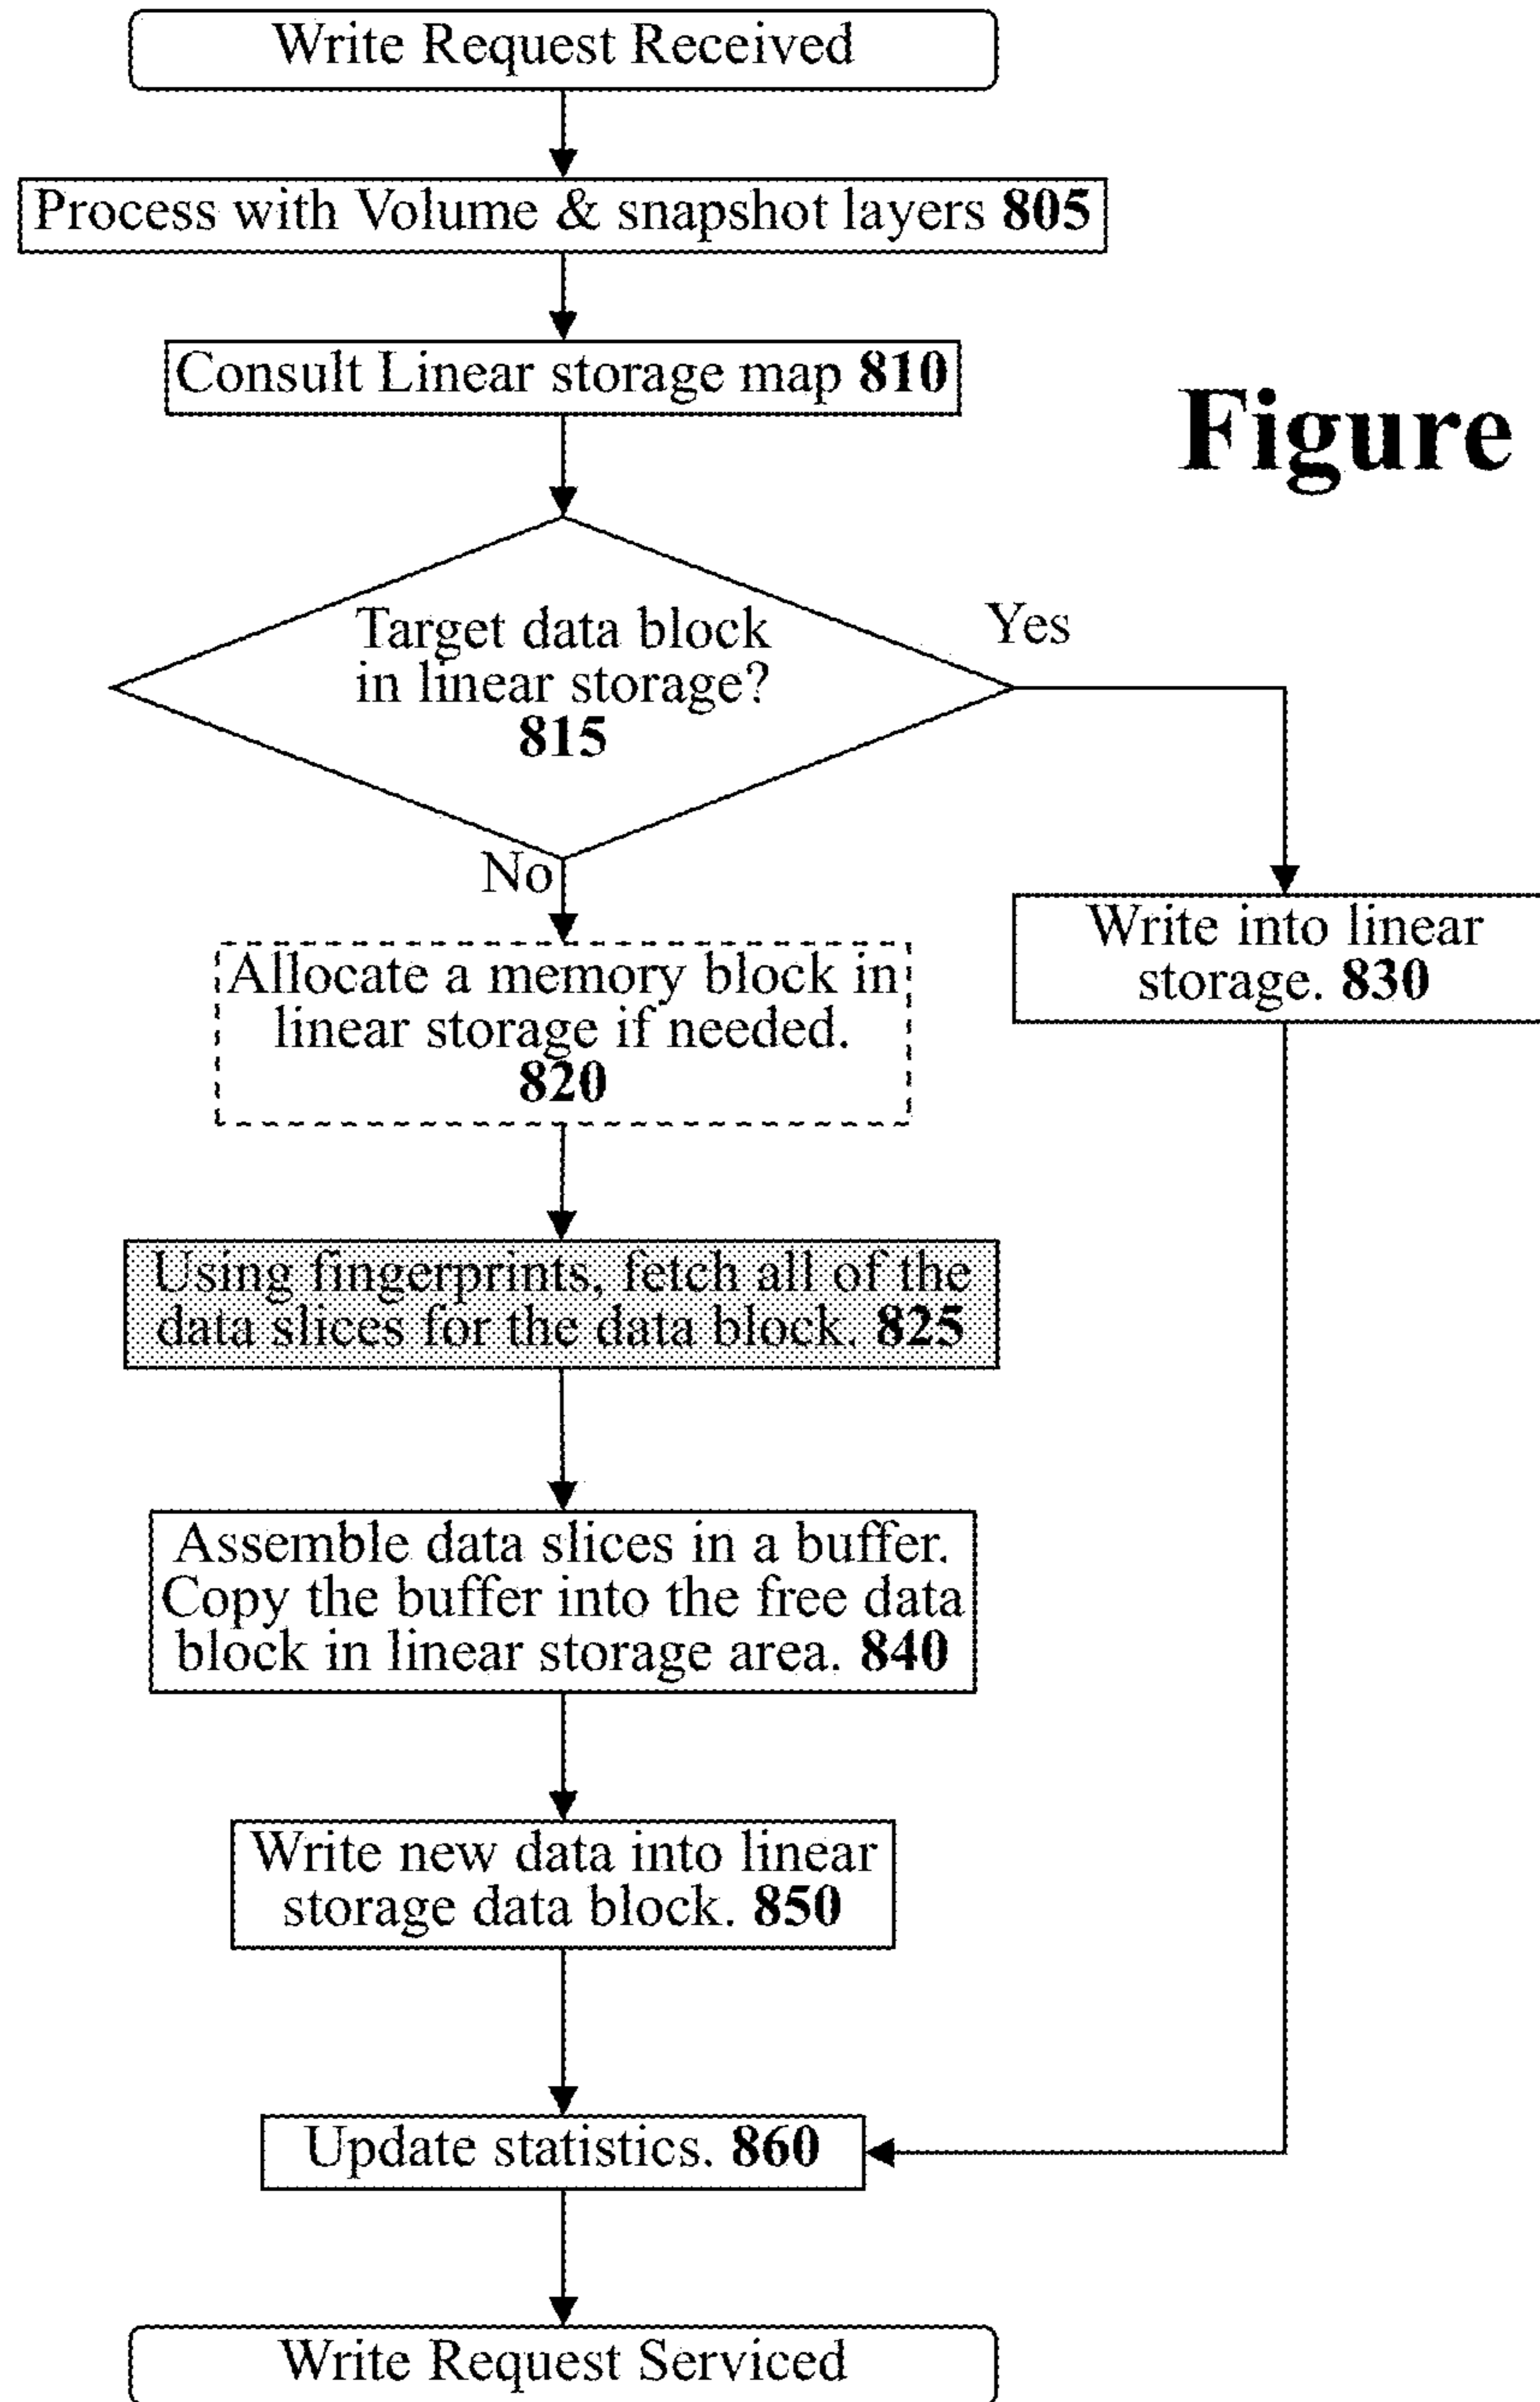 Write Request Received
Process with Volume & snapshot layers 805
Consult Linear storage map 810
Figure
Target data block
in linear storage?
815
Yes
No
Allocate a memory block in
linear storage if needed.
820
Write into linear
storage. 830
Using fingerprints, fetch all of the
data slices for the data block. 825
Assemble data slices in a buffer.
Copy the buffer into the free data
block in linear storage area. 840
Write new data into linear
storage data block. 850
Update statistics. 860
Write Request Serviced